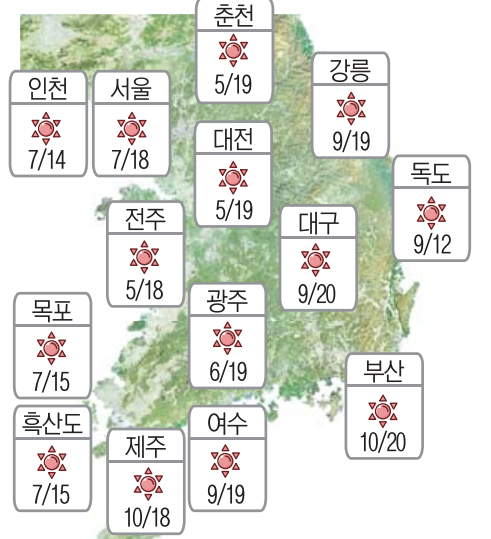 춘천
5/19
강릉
9/19
인천
7/14
서울
7/18
대전
5/19
독도
9/12
전주
5/18
대구
9/20
광주
6/19
목포
7/15
부산
10/20
흑산도
7/15
제주
10/18
여수
9/19